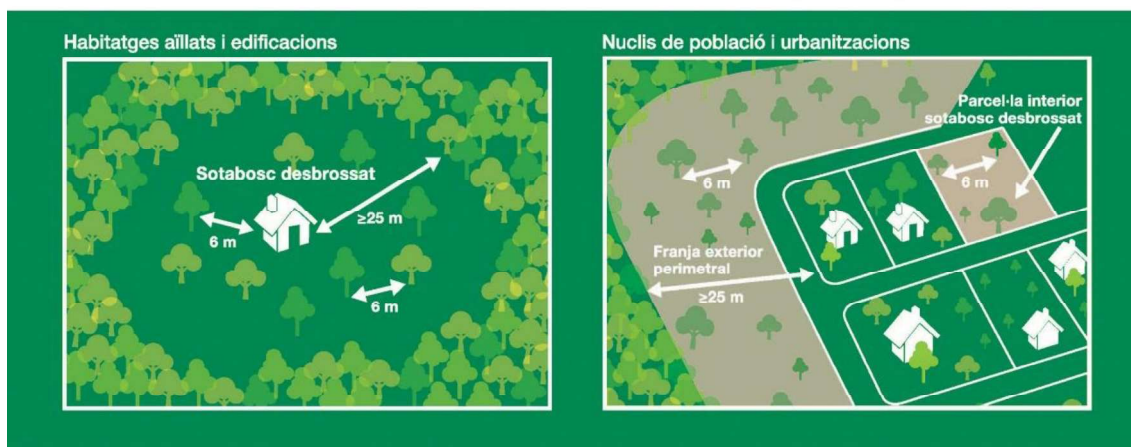 Habitatges aïllats i edificacions
Sotabosc desbrossat
≥25 m
6 m
6 m
Nuclis de població i urbanitzacions
Parcel·la interior
sotabosc desbrossat
6 m
6 m
Franja exterior
perimetral
≥25 m